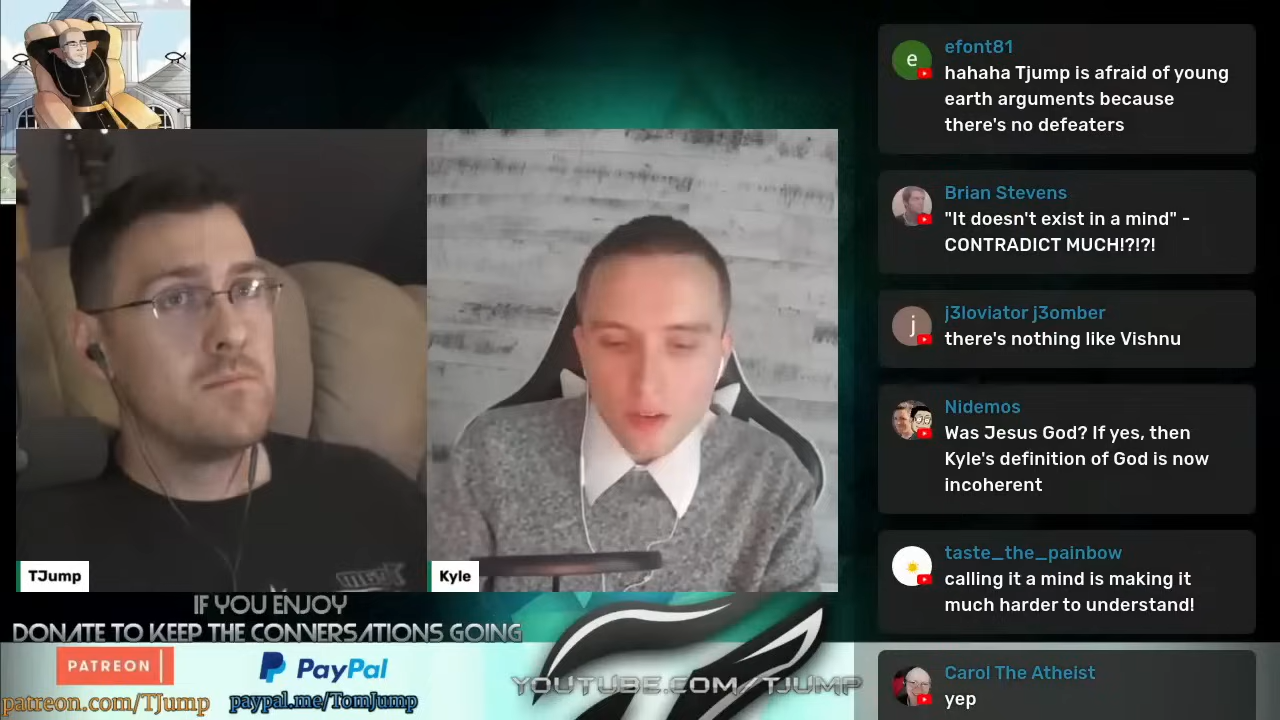 efont81
hahaha Tjump is afraid of young
earth arguments because
there's no defeaters
Brian Stevens
"It doesn't exist in a mind" -
CONTRADICT MUCH!?!?!
j3loviator j3omber
there's nothing like Vishnu
Nidemos
Was Jesus God? If yes, then
Kyle's definition of God is now
incoherent
taste_the_painbow
calling it a mind is making it
much harder to understand!
Carol The Atheist
yep
TJump
Kyle
IF YOU ENJOY
DONATE TO KEEP THE CONVERSATIONS GOING
PATREON
PayPal
patreon.com/TJump
paypal.me/TomJump
YOUTUBE.COM/TJUMP
e
j